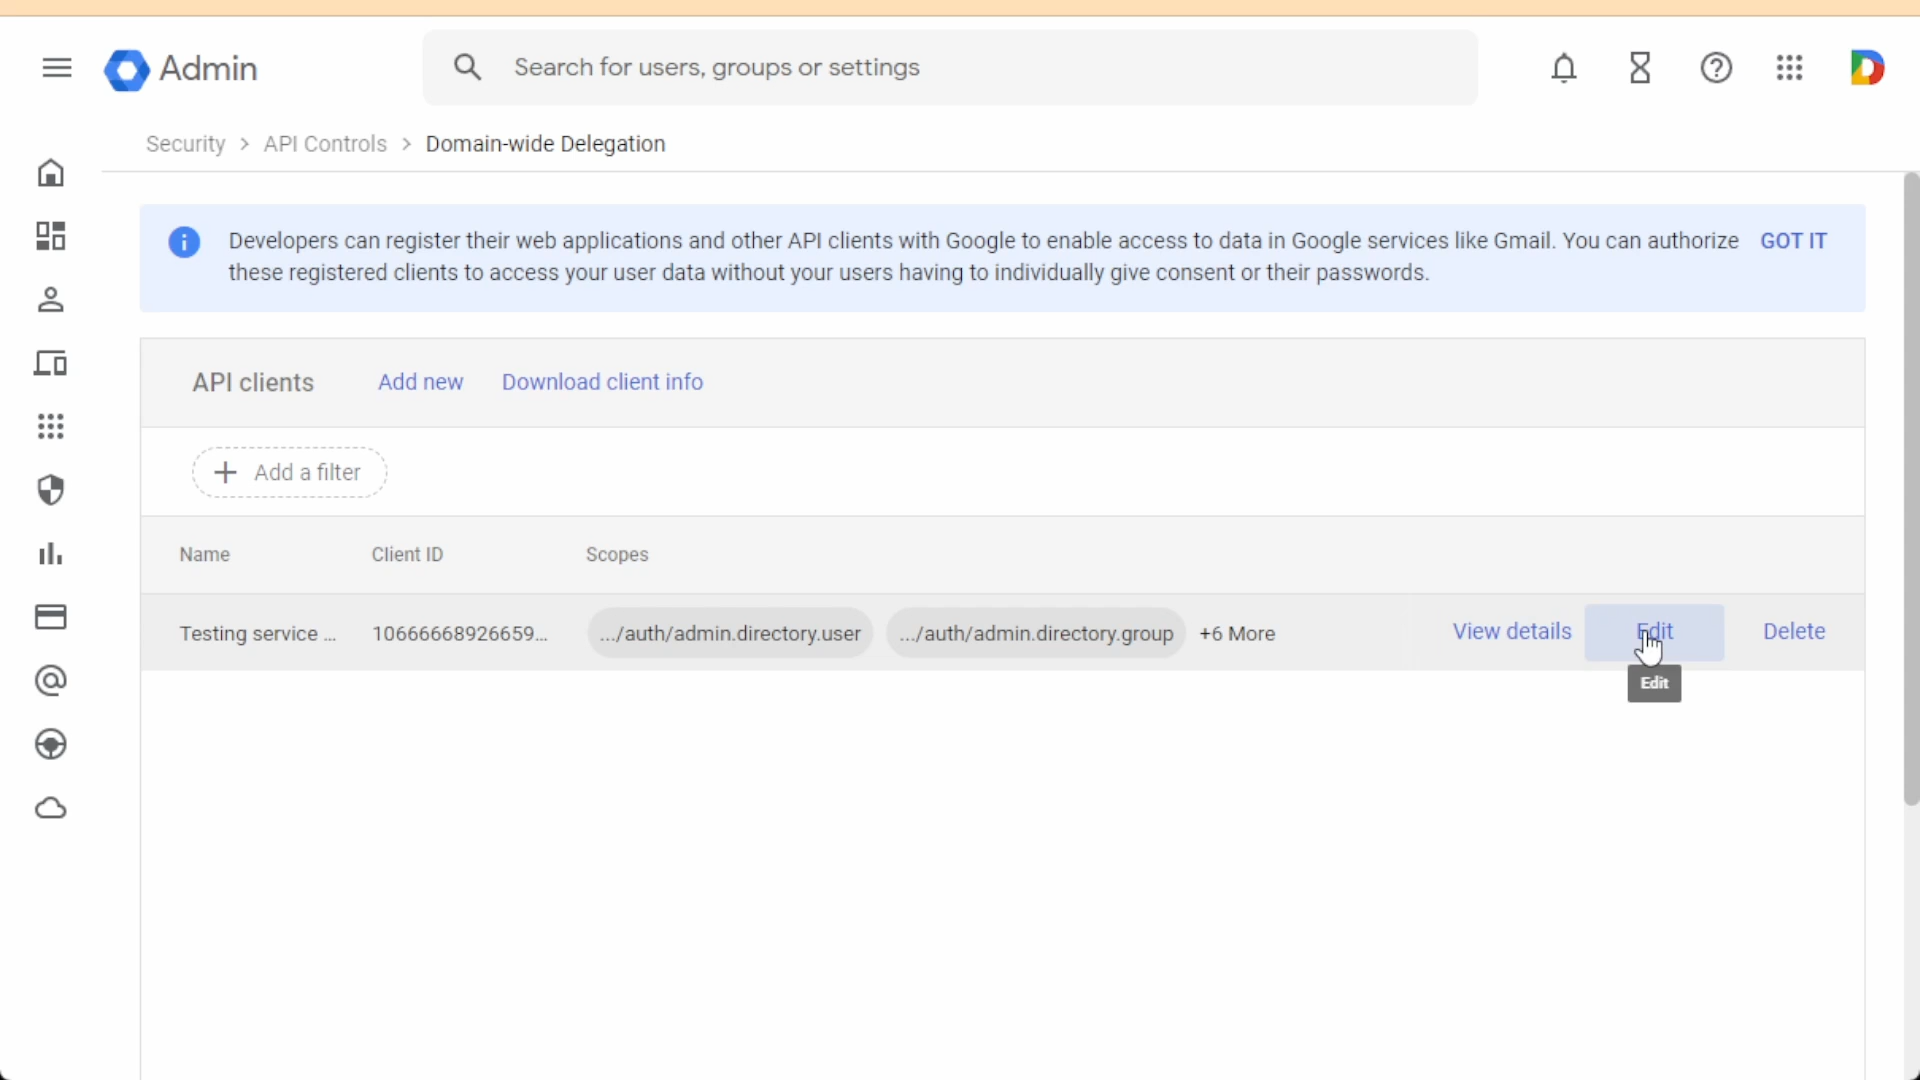 Admin
Search for users, groups or settings
Security > API Controls > Domain-wide Delegation
Developers can register their web applications and other API clients with Google to enable access to data in Google services like Gmail. You can authorize GOT IT
these registered clients to access your user data without your users having to individually give consent or their passwords.
API clients Add new Download client info
Add a filter
Name Client ID Scopes
Testing service ... 10666668926659... .../auth/admin.directory.user .../auth/admin.directory.group +6 More View details Edit Delete
Edit